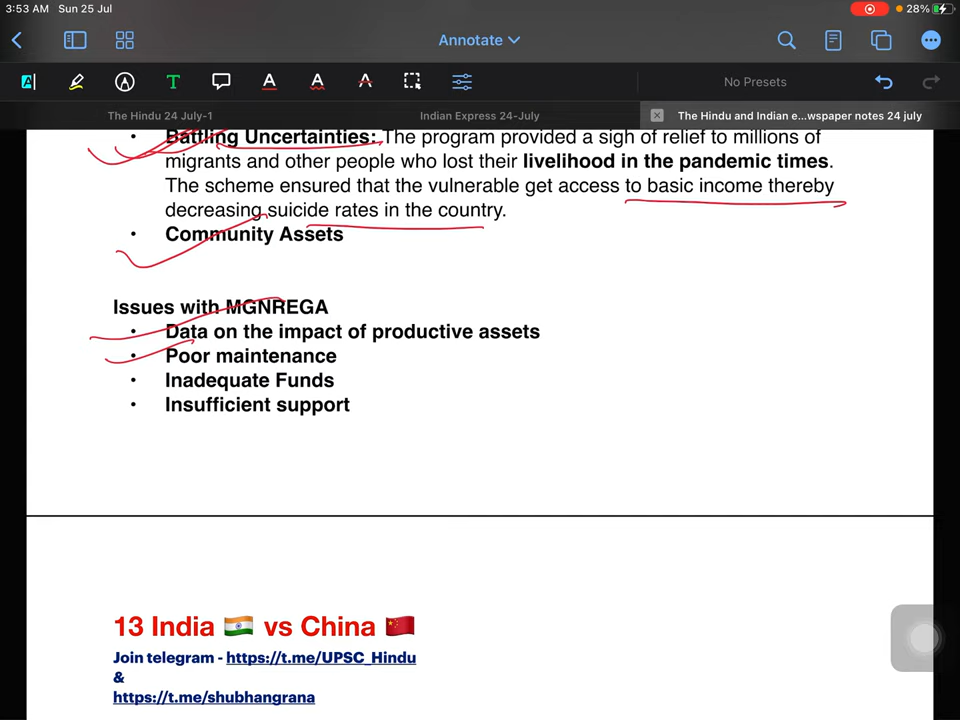 3:53 AM Sun 25 Jul
28%
Annotate
No Presets
The Hindu 24 July-1
Indian Express 24-July
The Hindu and Indian e...wspaper notes 24 july
• Battling Uncertainties: The program provided a sigh of relief to millions of
migrants and other people who lost their livelihood in the pandemic times.
The scheme ensured that the vulnerable get access to basic income thereby
decreasing suicide rates in the country.
• Community Assets
Issues with MGNREGA
• Data on the impact of productive assets
• Poor maintenance
• Inadequate Funds
• Insufficient support
13 India 🇮🇳 vs China 🇨🇳
Join telegram - https://t.me/UPSC_Hindu
&
https://t.me/shubhangrana